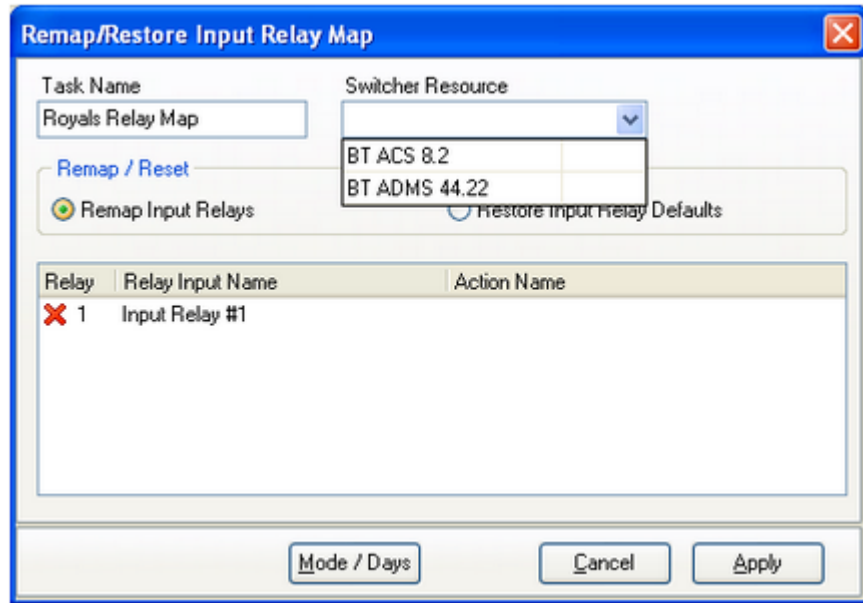 Remap/Restore Input Relay Map
Task Name Switcher Resource
Royals Relay Map
BT ACS 8.2
BT ADMS 44.22
Remap / Reset
Remap Input Relays Restore Input Relay Defaults
Relay Relay Input Name Action Name
1 Input Relay #1
Mode / Days Cancel Apply